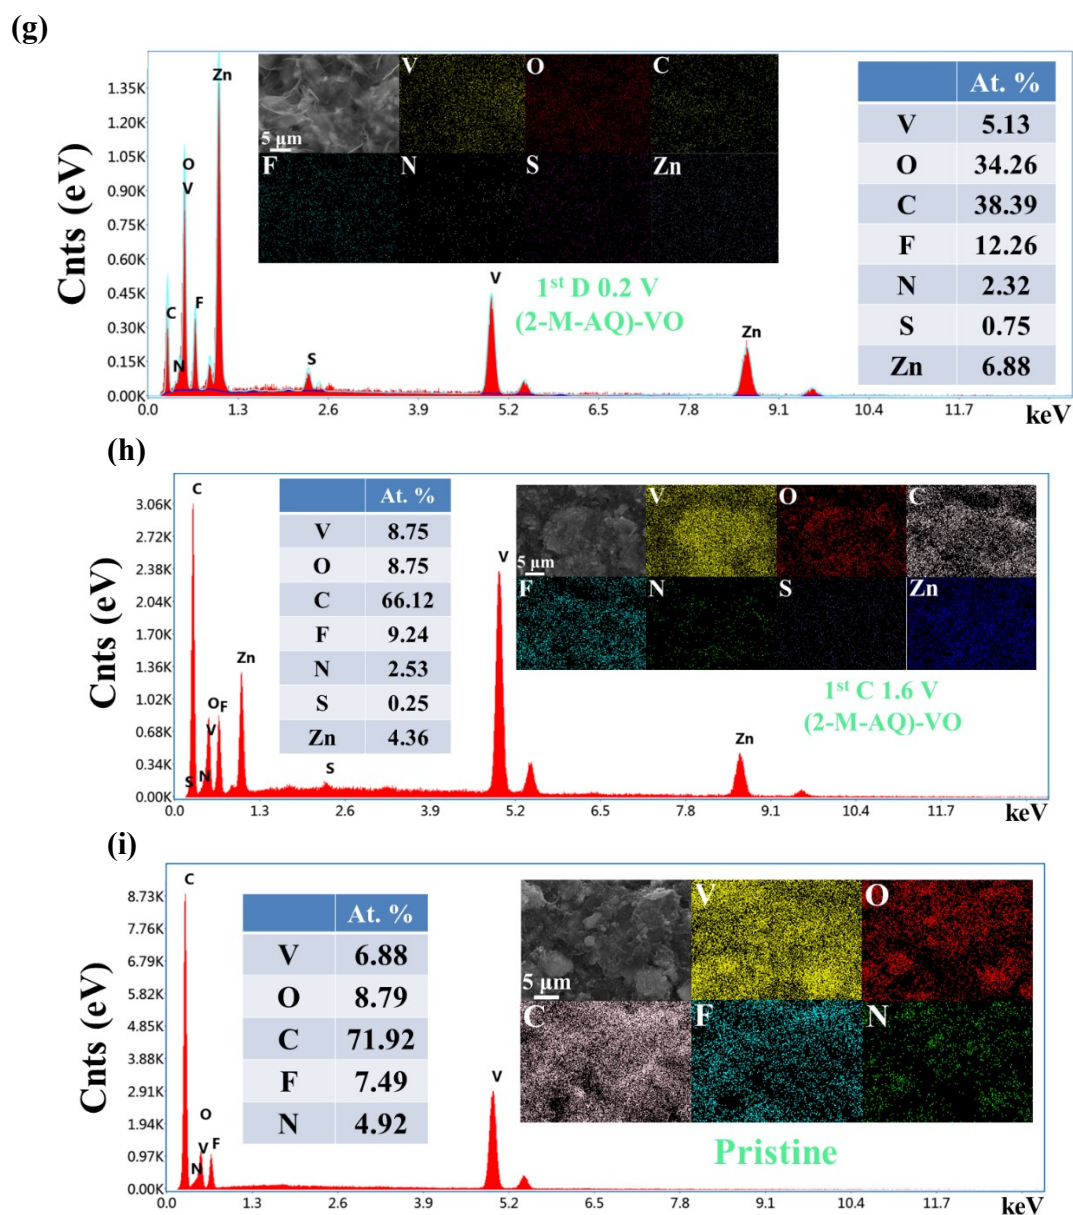 (g)
Cnts (eV)
1.35K
1.20K
1.05K
0.90K
0.75K
0.60K
0.45K
0.30K
0.15K
0.00K
0.0 1.3 2.6 3.9 5.2 6.5 7.8 9.1 10.4 11.7 keV
C
N
O
V
F
Zn
S
V
Zn
5 μm
V
O
C
F
N
S
Zn
1st D 0.2 V
(2-M-AQ)-VO
At. %
V 5.13
O 34.26
C 38.39
F 12.26
N 2.32
S 0.75
Zn 6.88
(h)
Cnts (eV)
3.06K
2.72K
2.38K
2.04K
1.70K
1.36K
1.02K
0.68K
0.34K
0.00K
0.0 1.3 2.6 3.9 5.2 6.5 7.8 9.1 10.4 11.7 keV
C
S
N
O
V
F
Zn
S
V
Zn
At. %
V 8.75
O 8.75
C 66.12
F 9.24
N 2.53
S 0.25
Zn 4.36
5 μm
V
O
C
F
N
S
Zn
1st C 1.6 V
(2-M-AQ)-VO
(i)
Cnts (eV)
8.73K
7.76K
6.79K
5.82K
4.85K
3.88K
2.91K
1.94K
0.97K
0.00K
0.0 1.3 2.6 3.9 5.2 6.5 7.8 9.1 10.4 11.7 keV
C
N
O
V
F
V
At. %
V 6.88
O 8.79
C 71.92
F 7.49
N 4.92
5 μm
V
O
C
F
N
Pristine